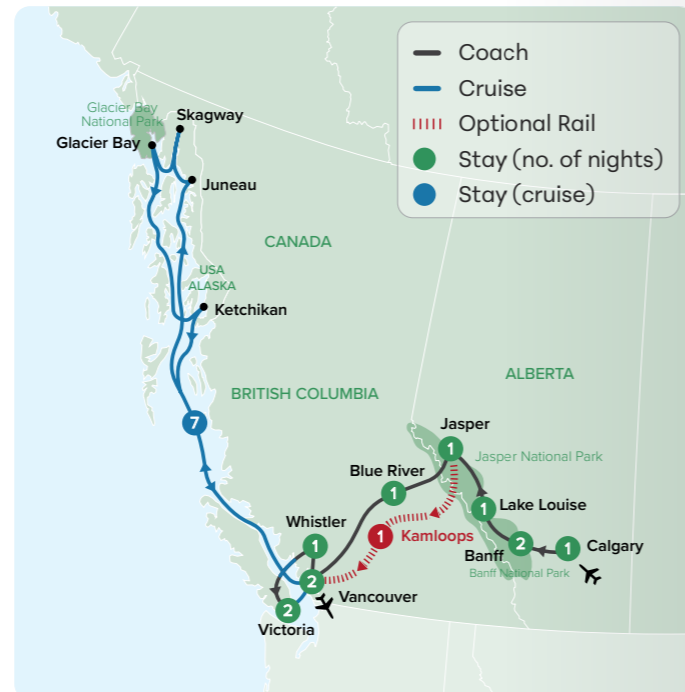 Coach
Cruise
Optional Rail
Stay (no. of nights)
Stay (cruise)
Glacier Bay
National Park
Skagway
Glacier Bay
Juneau
CANADA
USA
ALASKA
Ketchikan
ALBERTA
BRITISH COLUMBIA
7
Jasper
1
Jasper National Park
Blue River
1
Lake Louise
1
Whistler
1
1
Kamloops
Banff
2
1
Calgary
Banff National Park
2
Vancouver
2
Victoria